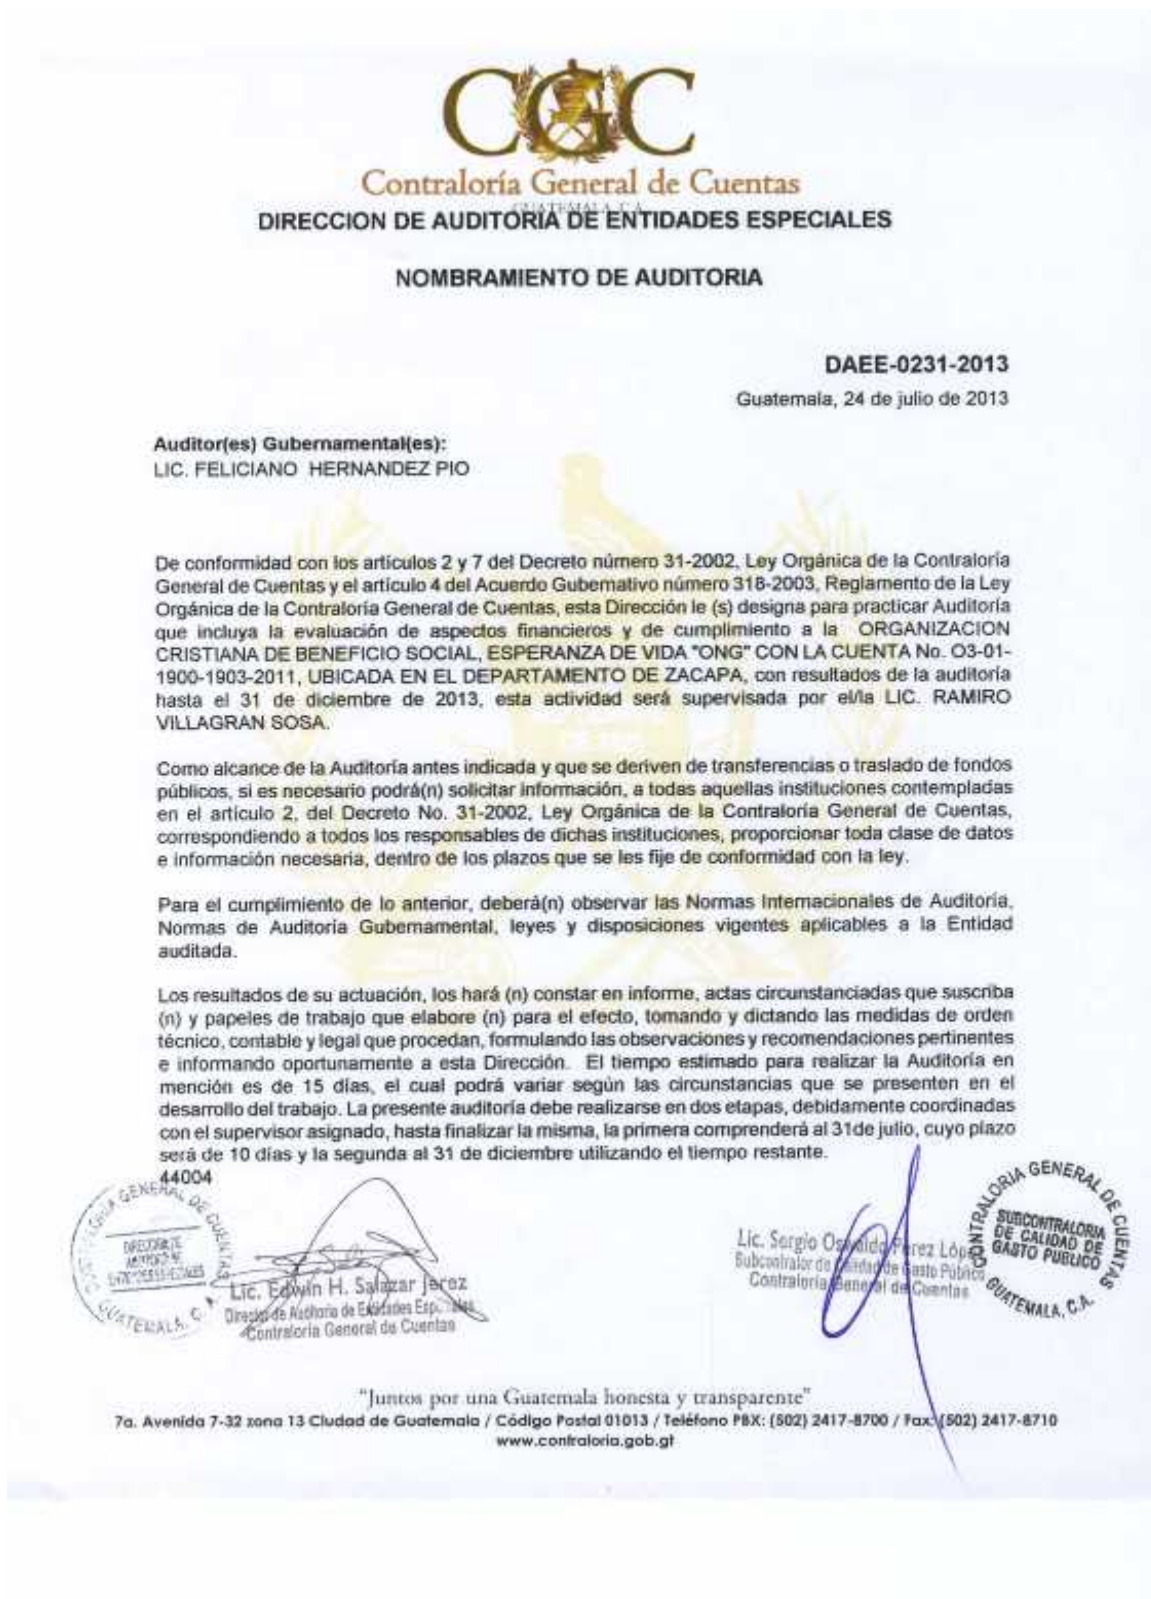 CGC
Contraloría General de Cuentas
GUATEMALA, C.A.
DIRECCION DE AUDITORIA DE ENTIDADES ESPECIALES
NOMBRAMIENTO DE AUDITORIA
DAEE-0231-2013
Guatemala, 24 de julio de 2013
Auditor(es) Gubernamental(es):
LIC. FELICIANO HERNANDEZ PIO
De conformidad con los artículos 2 y 7 del Decreto número 31-2002, Ley Orgánica de la Contraloría
General de Cuentas y el artículo 4 del Acuerdo Gubernativo número 318-2003, Reglamento de la Ley
Orgánica de la Contraloría General de Cuentas, esta Dirección le (s) designa para practicar Auditoría
que incluya la evaluación de aspectos financieros y de cumplimiento a la ORGANIZACION
CRISTIANA DE BENEFICIO SOCIAL, ESPERANZA DE VIDA "ONG" CON LA CUENTA No. O3-01-
1900-1903-2011, UBICADA EN EL DEPARTAMENTO DE ZACAPA, con resultados de la auditoría
hasta el 31 de diciembre de 2013, esta actividad será supervisada por el/la LIC. RAMIRO
VILLAGRAN SOSA.
Como alcance de la Auditoría antes indicada y que se deriven de transferencias o traslado de fondos
públicos, si es necesario podrá(n) solicitar información, a todas aquellas instituciones contempladas
en el artículo 2, del Decreto No. 31-2002, Ley Orgánica de la Contraloría General de Cuentas,
correspondiendo a todos los responsables de dichas instituciones, proporcionar toda clase de datos
e información necesaria, dentro de los plazos que se les fije de conformidad con la ley.
Para el cumplimiento de lo anterior, deberá(n) observar las Normas Internacionales de Auditoría,
Normas de Auditoría Gubernamental, leyes y disposiciones vigentes aplicables a la Entidad
auditada.
Los resultados de su actuación, los hará (n) constar en informe, actas circunstanciadas que suscriba
(n) y papeles de trabajo que elabore (n) para el efecto, tomando y dictando las medidas de orden
técnico, contable y legal que procedan, formulando las observaciones y recomendaciones pertinentes
e informando oportunamente a esta Dirección. El tiempo estimado para realizar la Auditoría en
mención es de 15 días, el cual podrá variar según las circunstancias que se presenten en el
desarrollo del trabajo. La presente auditoría debe realizarse en dos etapas, debidamente coordinadas
con el supervisor asignado, hasta finalizar la misma, la primera comprenderá al 31de julio, cuyo plazo
será de 10 días y la segunda al 31 de diciembre utilizando el tiempo restante.
44004
GENERAL DE CUENTAS
GUATEMALA, C. A.
Lic. Edwin H. Salazar Jerez
Director de Auditoria de Entidades
Contraloría General de Cuentas
Lic. Sergio Oswaldo Perez López
Subcontralor de Calidad de Gasto Público
Contraloría General de Cuentas
CONTRALORIA GENERAL DE CUENTAS
SUBCONTRALORIA
DE CALIDAD DE
GASTO PUBLICO
GUATEMALA, C.A.
"Juntos por una Guatemala honesta y transparente"
7a. Avenida 7-32 zona 13 Ciudad de Guatemala / Código Postal 01013 / Teléfono PBX: (502) 2417-8700 / Fax: (502) 2417-8710
www.contraloria.gob.gt